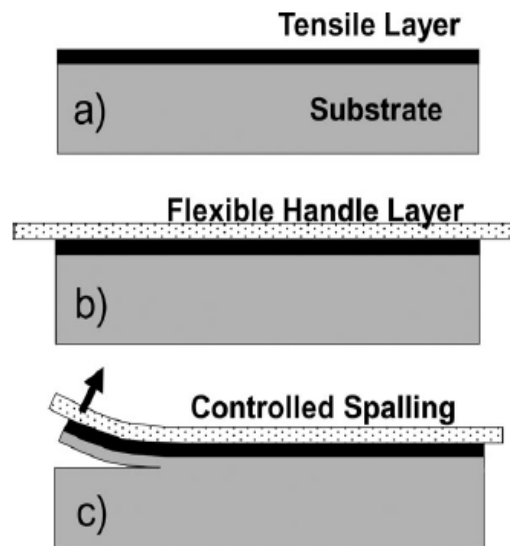 Tensile Layer
a)
Substrate
Flexible Handle Layer
b)
Controlled Spalling
c)